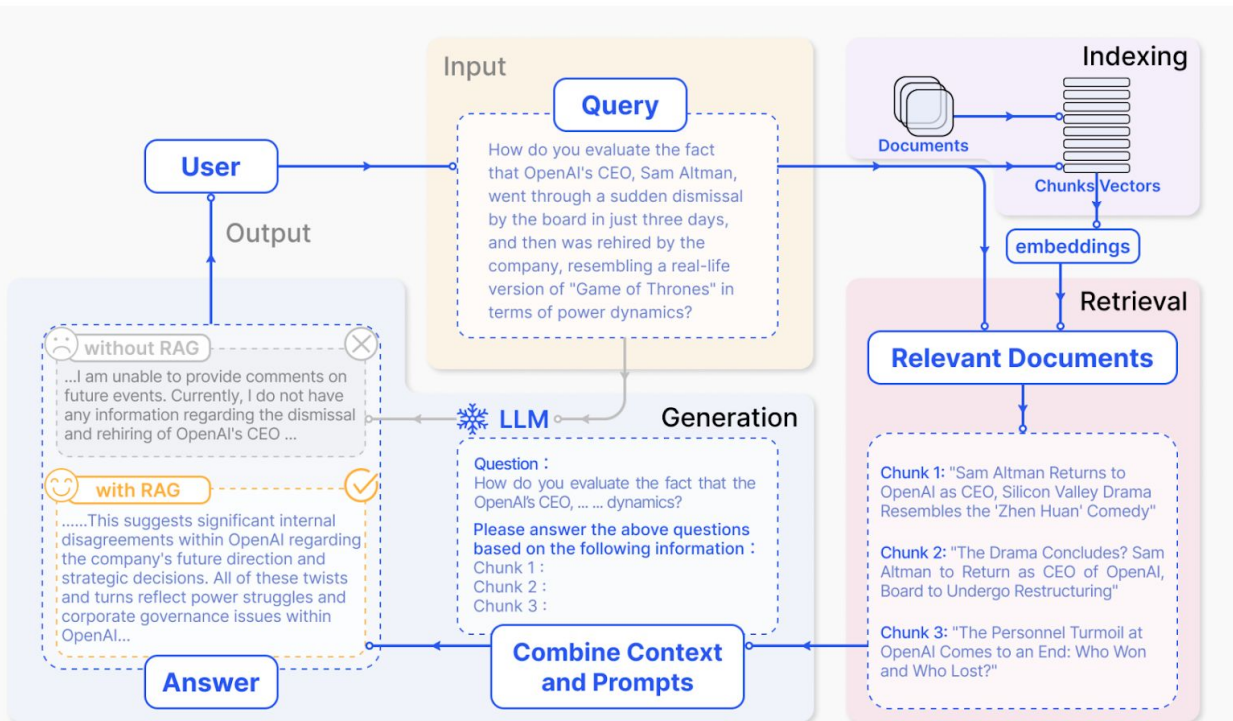 Input
Query
How do you evaluate the fact
that OpenAI's CEO, Sam Altman,
went through a sudden dismissal
by the board in just three days,
and then was rehired by the
company, resembling a real-life
version of "Game of Thrones" in
terms of power dynamics?
Indexing
Documents
Chunks Vectors
embeddings
User
Output
Retrieval
Relevant Documents
Chunk 1: "Sam Altman Returns to
OpenAI as CEO, Silicon Valley Drama
Resembles the 'Zhen Huan' Comedy"
Chunk 2: "The Drama Concludes? Sam
Altman to Return as CEO of OpenAI,
Board to Undergo Restructuring"
Chunk 3: "The Personnel Turmoil at
OpenAI Comes to an End: Who Won
and Who Lost?"
LLM
Generation
Question :
How do you evaluate the fact that the
OpenAI's CEO, ... ... dynamics?
Please answer the above questions
based on the following information :
Chunk 1 :
Chunk 2 :
Chunk 3 :
Combine Context
and Prompts
without RAG
...I am unable to provide comments on
future events. Currently, I do not have
any information regarding the dismissal
and rehiring of OpenAI's CEO ...
with RAG
......This suggests significant internal
disagreements within OpenAI regarding
the company's future direction and
strategic decisions. All of these twists
and turns reflect power struggles and
corporate governance issues within
OpenAI...
Answer